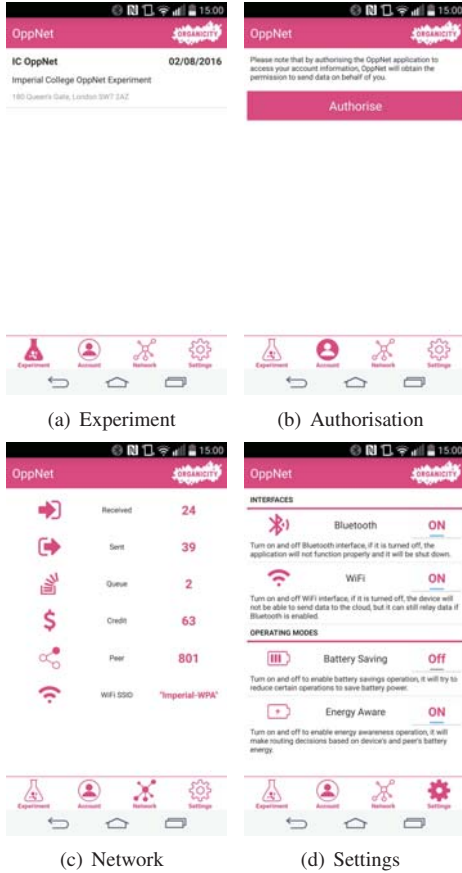 15:00
OppNet
ORGANICITY
IC OppNet 02/08/2016
Imperial College OppNet Experiment
180 Queen's Gate, London SW7 2AZ
Experiment Account Network Settings
(a) Experiment
15:00
OppNet
ORGANICITY
Please note that by authorising the OppNet application to
access your account information, OppNet will obtain the
permission to send data on behalf of you.
Authorise
Experiment Account Network Settings
(b) Authorisation
15:00
OppNet
ORGANICITY
Received 24
Sent 39
Queue 2
Credit 63
Peer 801
WiFi SSID "Imperial-WPA"
Experiment Account Network Settings
(c) Network
15:00
OppNet
ORGANICITY
INTERFACES
Bluetooth ON
Turn on and off Bluetooth interface, if it is turned off, the
application will not function properly and it will be shut down.
WiFi ON
Turn on and off WiFi interface, if it is turned off, the device will
not be able to send data to the cloud, but it can still relay data if
Bluetooth is enabled.
OPERATING MODES
Battery Saving Off
Turn on and off to enable battery savings operation, it will try to
reduce certain operations to save battery power.
Energy Aware ON
Turn on and off to enable energy awareness operation, it will
make routing decisions based on device's and peer's battery
energy.
Experiment Account Network Settings
(d) Settings